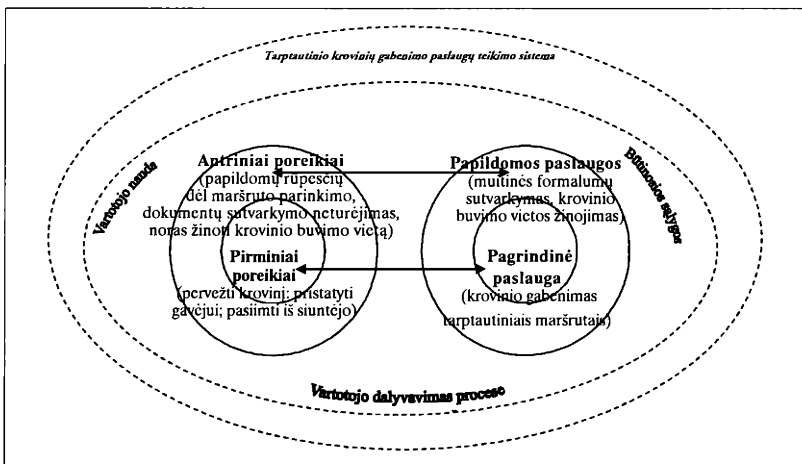 Tarptautinio krovinių gabenimo paslaugų teikimo sistema
Vartotojo nauda
Antriniai poreikiai
(papildomų rūpesčių
dėl maršruto parinkimo,
dokumentų sutvarkymo neturėjimas,
noras žinoti krovinio buvimo vietą)
Pirminiai
poreikiai
(pervežti krovinį; pristatyti
gavėjui; pasiimti iš siuntėjo)
Papildomos paslaugos
(muitinės formalumų
sutvarkymas, krovinio
buvimo vietos žinojimas)
Pagrindinė
paslauga
(krovinio gabenimas
tarptautiniais maršrutais)
Būtinosios sąlygos
Vartotojo dalyvavimas procese